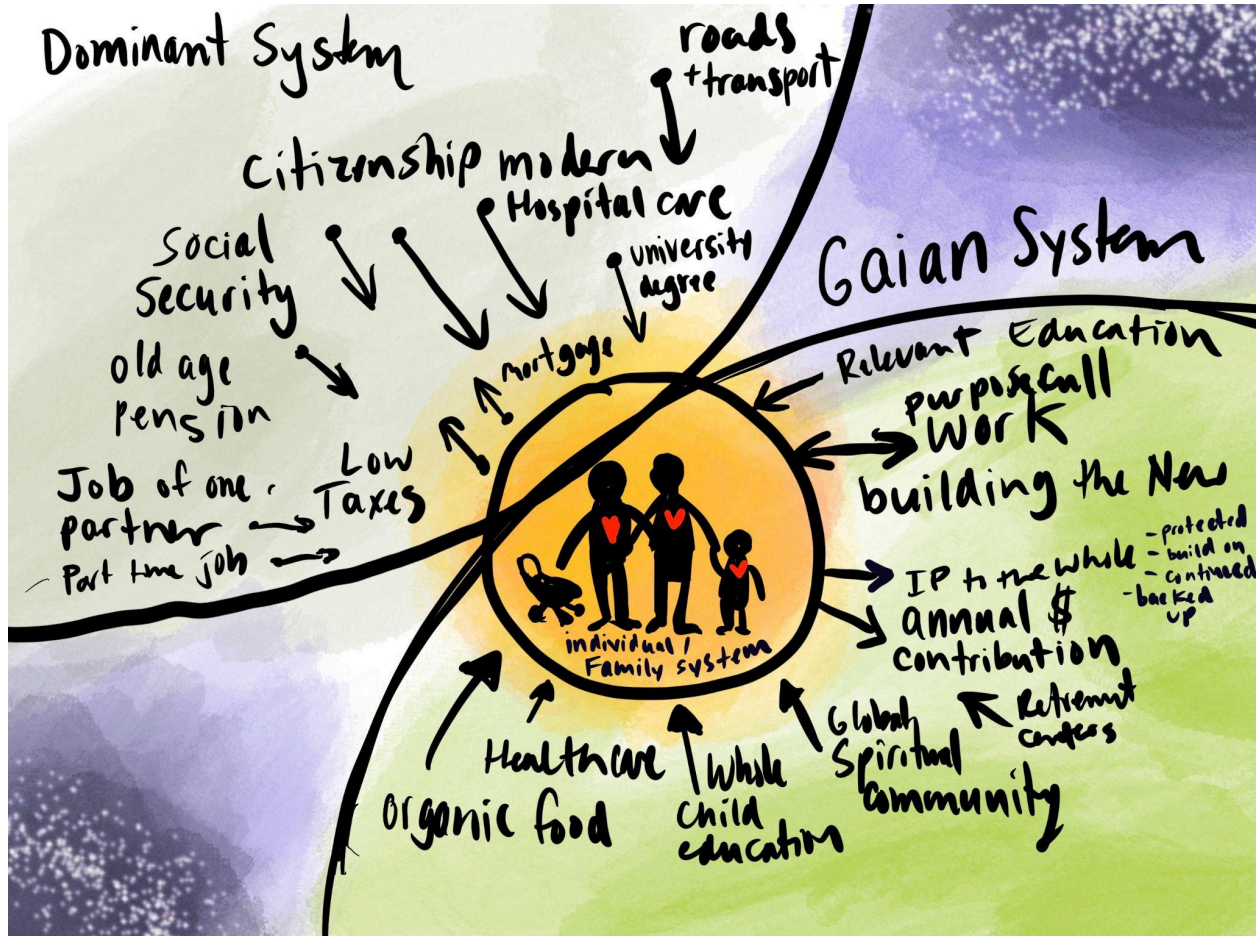 Dominant System
roads
+ transport
Citizenship modern
Hospital care
Social
Security
university
degree
old age
Pension
mortgage
Low
Taxes
Job of one
partner
Part time job
Gaian System
Relevant Education
purposefull
work
building the New
IP to the whole
- protected
- build on
- continued
- backed
up
annual $
contribution
Retirement
centers
individual /
Family system
Healthcare
organic food
Whole
Child
education
Global
Spiritual
Community